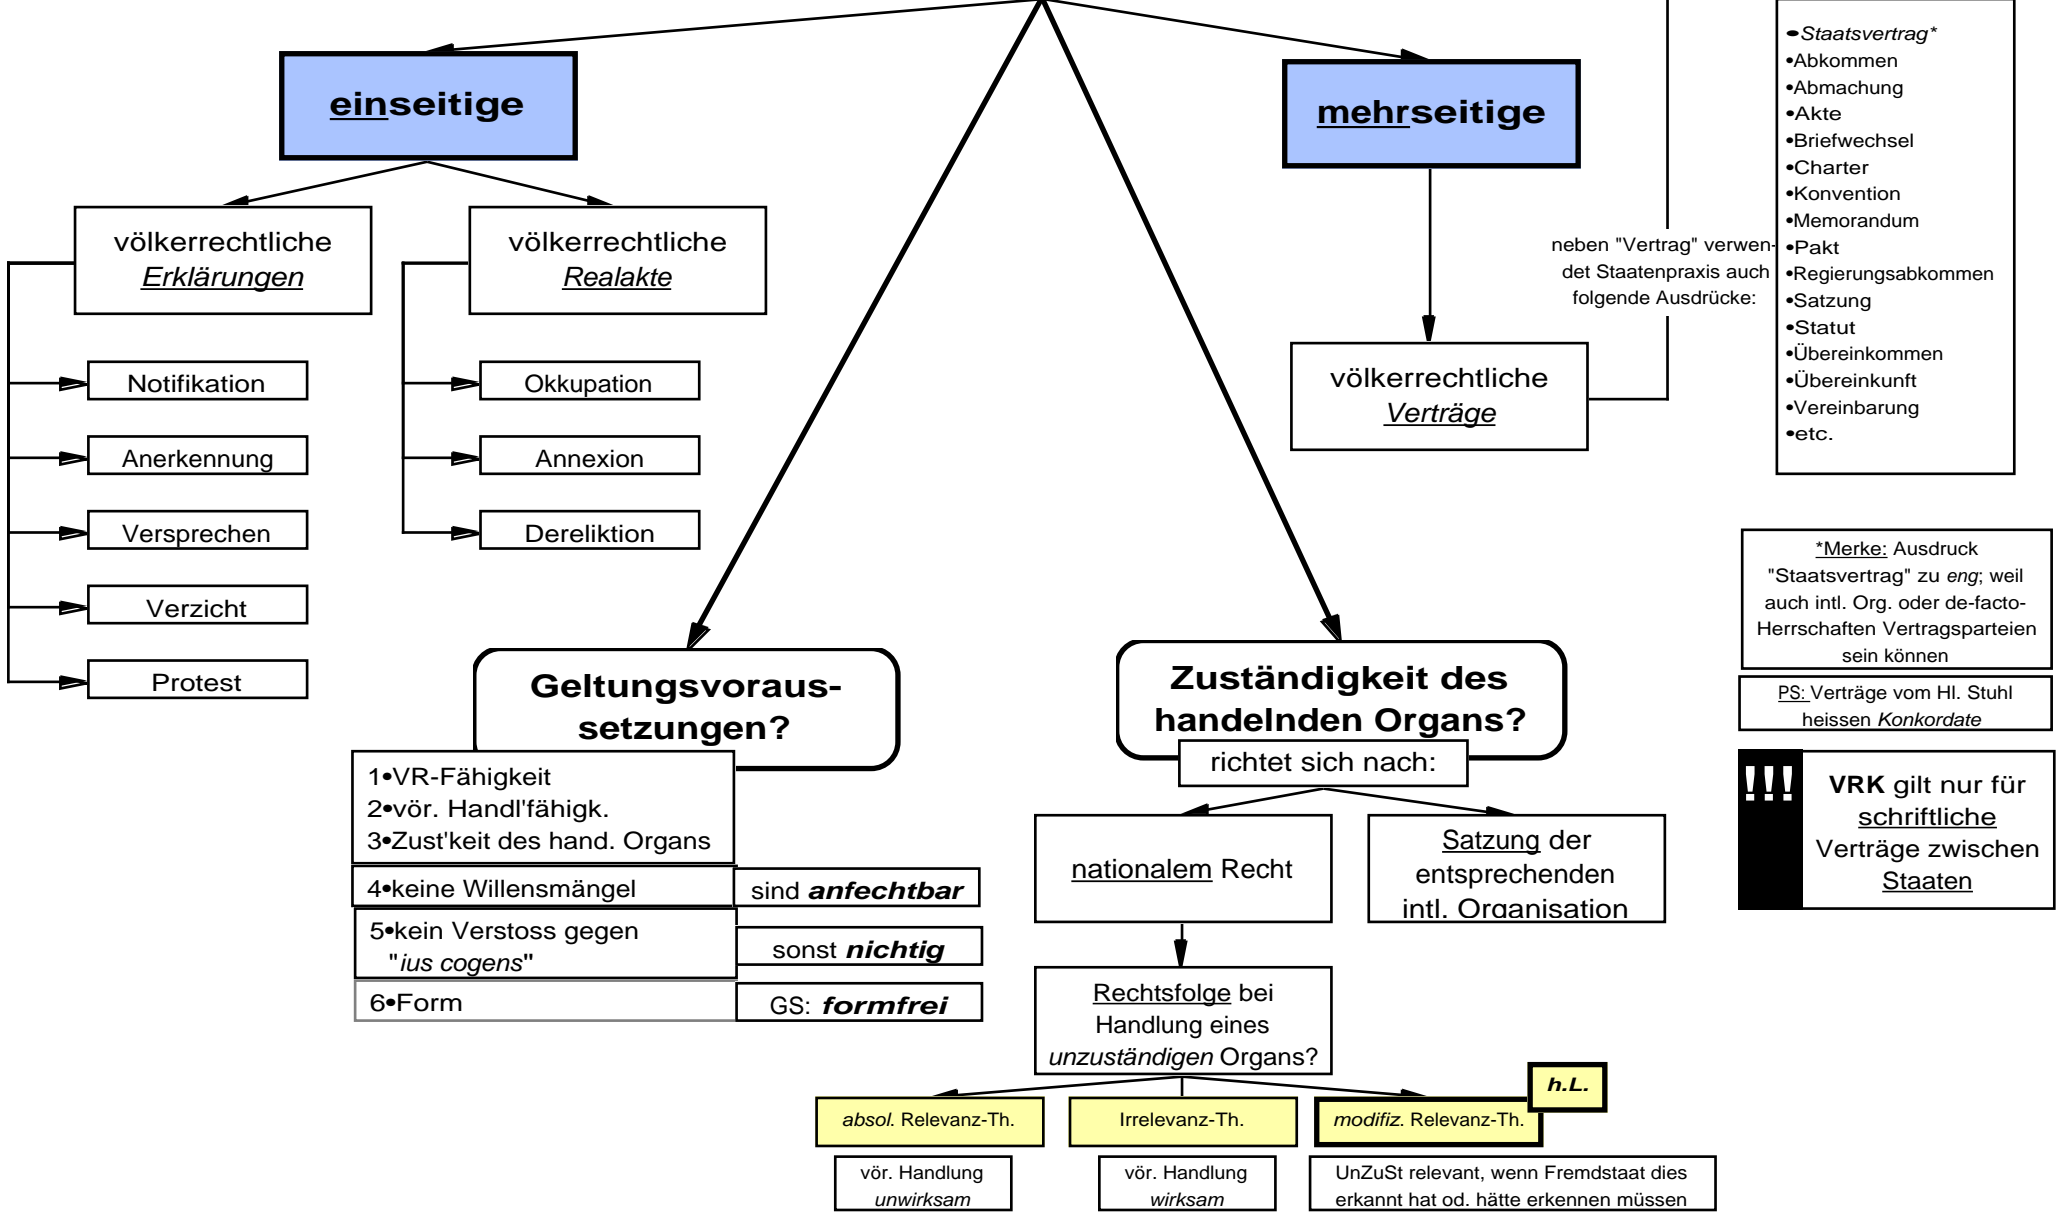 einseitige
völkerrechtliche
Erklärungen
Notifikation
Anerkennung
Versprechen
Verzicht
Protest
völkerrechtliche
Realakte
Okkupation
Annexion
Dereliktion
mehrseitige
völkerrechtliche
Verträge
neben "Vertrag" verwen-
det Staatenpraxis auch
folgende Ausdrücke:
•Staatsvertrag*
•Abkommen
•Abmachung
•Akte
•Briefwechsel
•Charter
•Konvention
•Memorandum
•Pakt
•Regierungsabkommen
•Satzung
•Statut
•Übereinkommen
•Übereinkunft
•Vereinbarung
•etc.
*Merke: Ausdruck
"Staatsvertrag" zu eng; weil
auch intl. Org. oder de-facto-
Herrschaften Vertragsparteien
sein können
PS: Verträge vom Hl. Stuhl
heissen Konkordate
!!!
VRK gilt nur für
schriftliche
Verträge zwischen
Staaten
Geltungsvoraus-
setzungen?
1•VR-Fähigkeit
2•vör. Handl'fähigk.
3•Zust'keit des hand. Organs
4•keine Willensmängel
sind anfechtbar
5•kein Verstoss gegen
"ius cogens"
sonst nichtig
6•Form
GS: formfrei
Zuständigkeit des
handelnden Organs?
richtet sich nach:
nationalem Recht
Satzung der
entsprechenden
intl. Organisation
Rechtsfolge bei
Handlung eines
unzuständigen Organs?
absol. Relevanz-Th.
vör. Handlung
unwirksam
Irrelevanz-Th.
vör. Handlung
wirksam
h.L.
modifiz. Relevanz-Th.
UnZuSt relevant, wenn Fremdstaat dies
erkannt hat od. hätte erkennen müssen